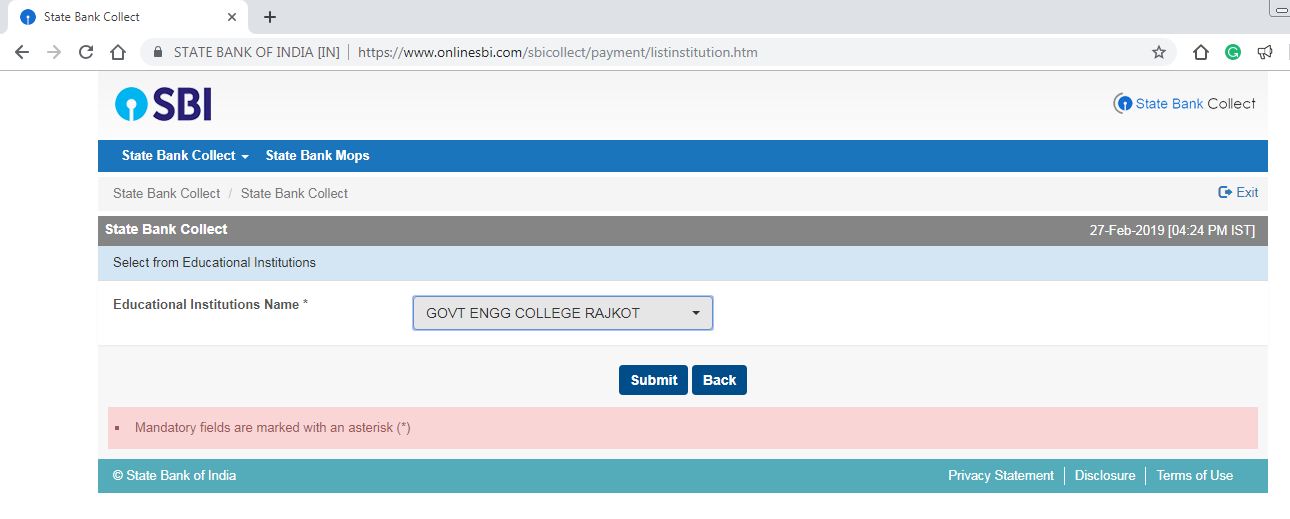 State Bank Collect
STATE BANK OF INDIA [IN] https://www.onlinesbi.com/sbicollect/payment/listinstitution.htm
SBI
State Bank Collect
State Bank Collect State Bank Mops
State Bank Collect / State Bank Collect Exit
State Bank Collect 27-Feb-2019 [04:24 PM IST]
Select from Educational Institutions
Educational Institutions Name * GOVT ENGG COLLEGE RAJKOT
Submit Back
Mandatory fields are marked with an asterisk (*)
© State Bank of India Privacy Statement Disclosure Terms of Use